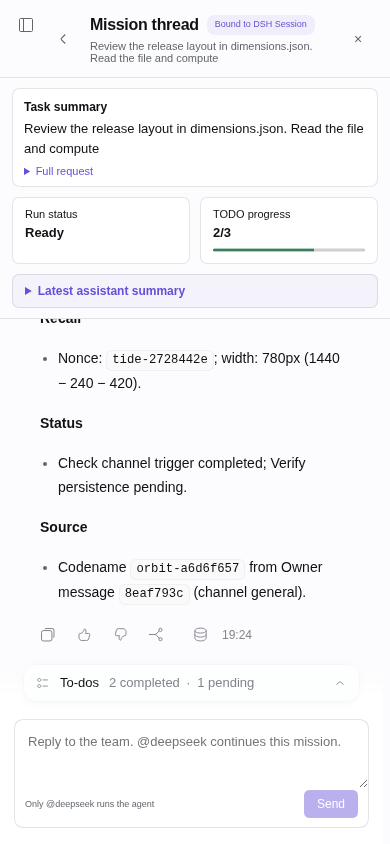 Mission thread
Bound to DSH Session
Review the release layout in dimensions.json.
Read the file and compute
×
Task summary
Review the release layout in dimensions.json. Read the file
and compute
Full request
Run status
Ready
TODO progress
2/3
Latest assistant summary
Recall
• Nonce: tide-2728442e; width: 780px (1440
− 240 − 420).
Status
• Check channel trigger completed; Verify
persistence pending.
Source
• Codename orbit-a6d6f657 from Owner
message 8eaf793c (channel general).
19:24
To-dos 2 completed · 1 pending
Reply to the team. @deepseek continues this mission.
Only @deepseek runs the agent
Send